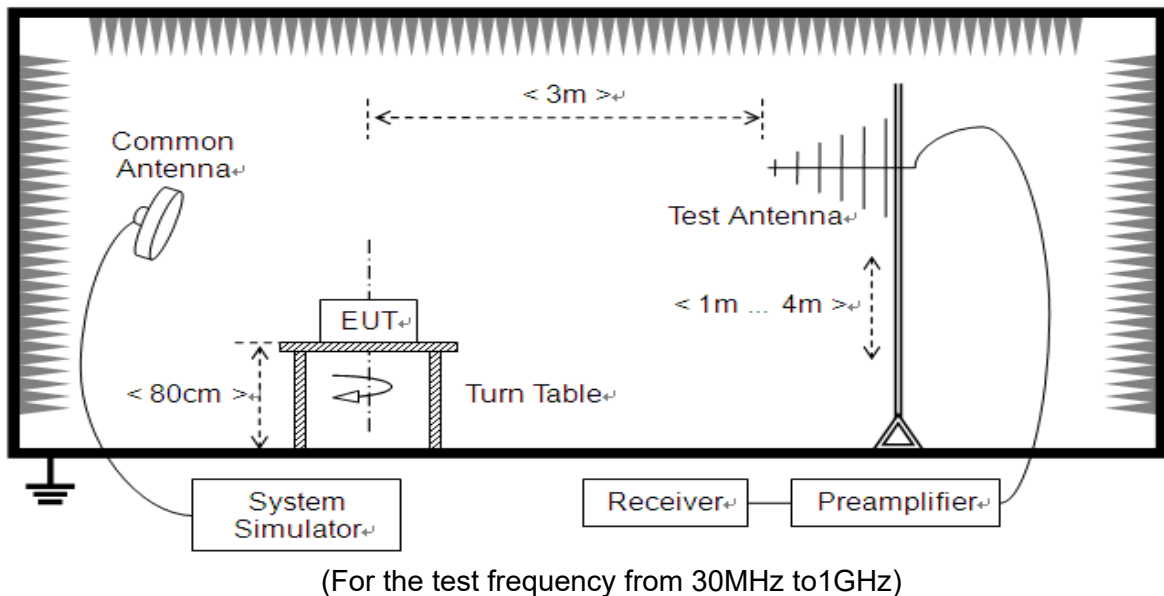 < 3m >↵
Common
Antenna↵
Test Antenna↵
< 1m ... 4m >↵
EUT↵
< 80cm >↵
Turn Table↵
System
Simulator↵
Receiver↵
Preamplifier↵
(For the test frequency from 30MHz to1GHz)